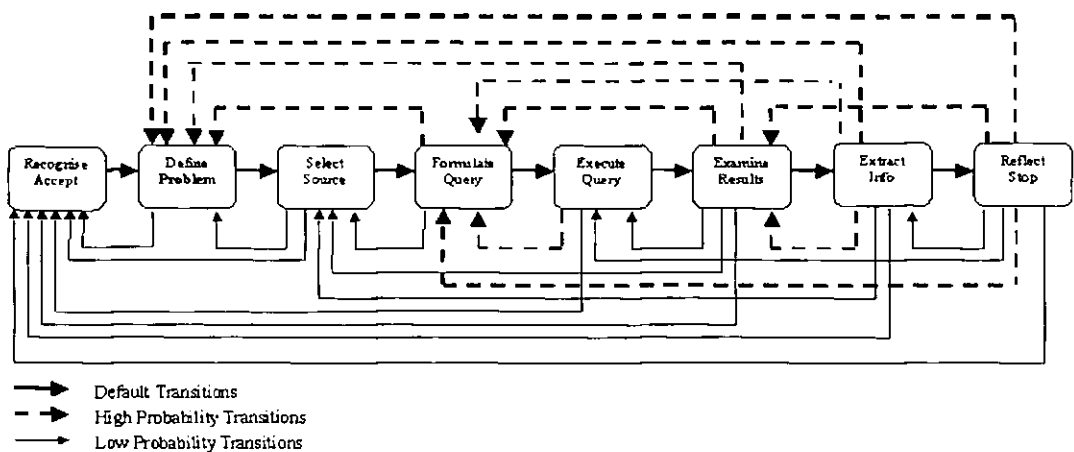 Recognise
Accept
Define
Problem
Select
Source
Formulate
Query
Execute
Query
Examine
Results
Extract
Info
Reflect
Stop
Default Transitions
High Probability Transitions
Low Probability Transitions